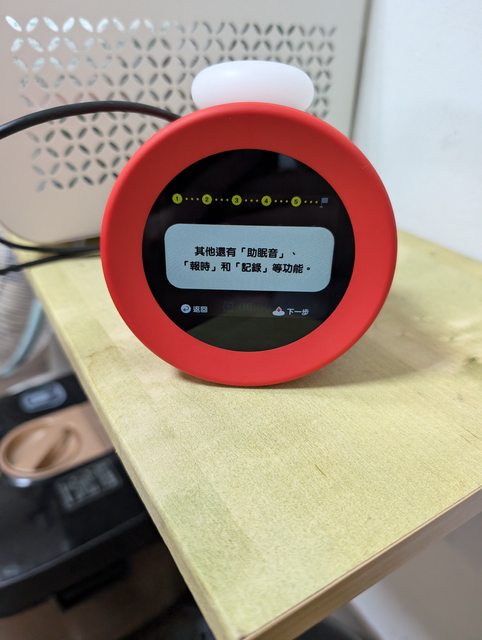 1 2 3 4 5
其他還有「助眠音」、
「報時」和「記錄」等功能。
返回 下一步